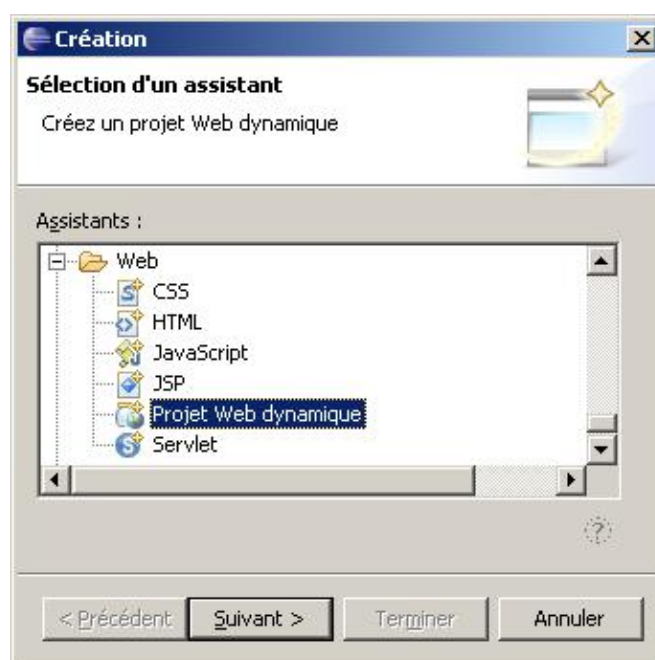 Création
Sélection d'un assistant
Créez un projet Web dynamique
Assistants :
Web
CSS
HTML
JavaScript
JSP
Projet Web dynamique
Servlet
< Précédent Suivant > Terminer Annuler